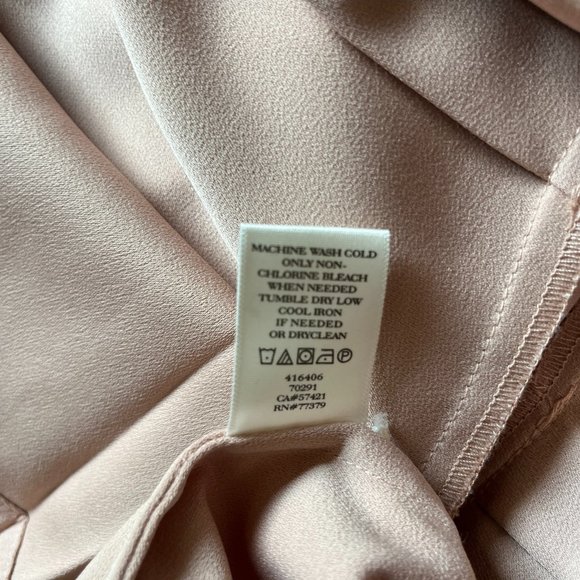 MACHINE WASH COLD
ONLY NON-
CHLORINE BLEACH
WHEN NEEDED
TUMBLE DRY LOW
COOL IRON
IF NEEDED
OR DRYCLEAN
416406
70291
CA#57421
RN#77379